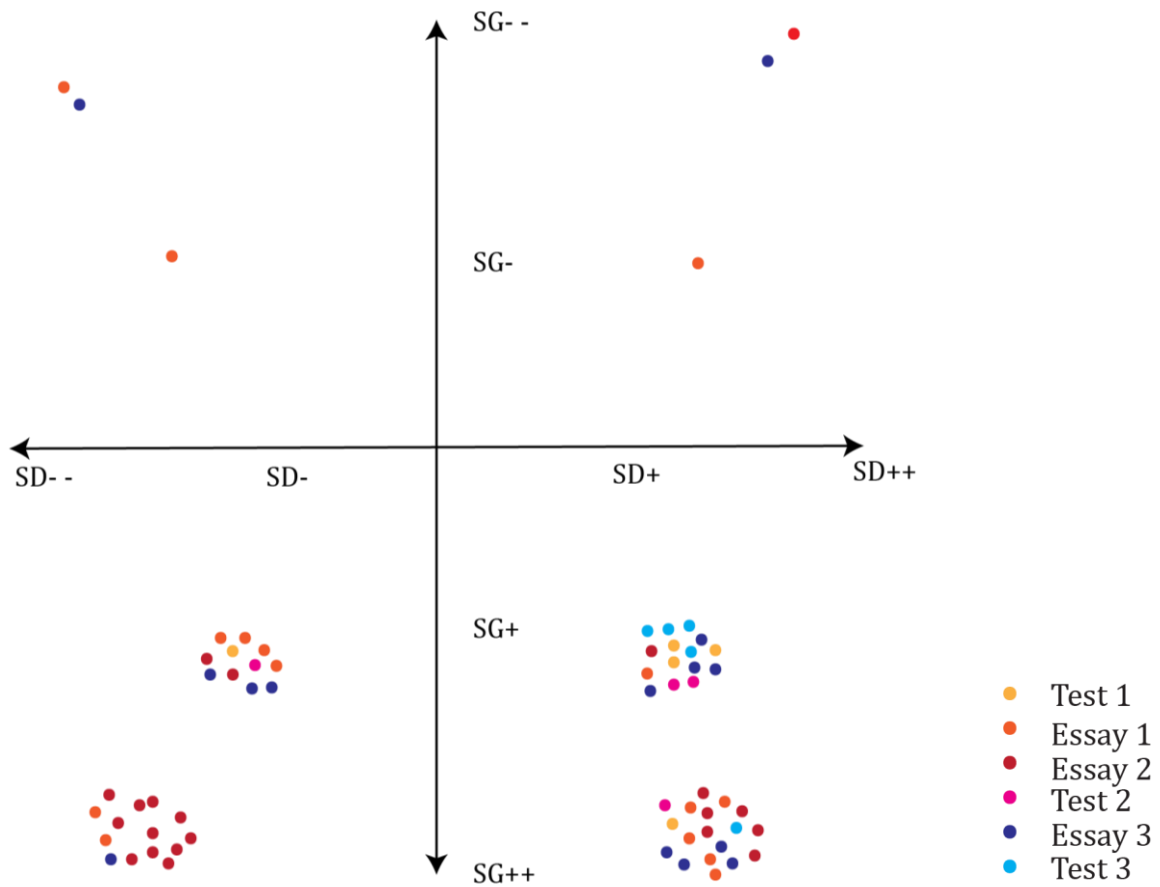 SG- -
SG-
SD- -
SD-
SD+
SD++
SG+
SG++
Test 1
Essay 1
Essay 2
Test 2
Essay 3
Test 3